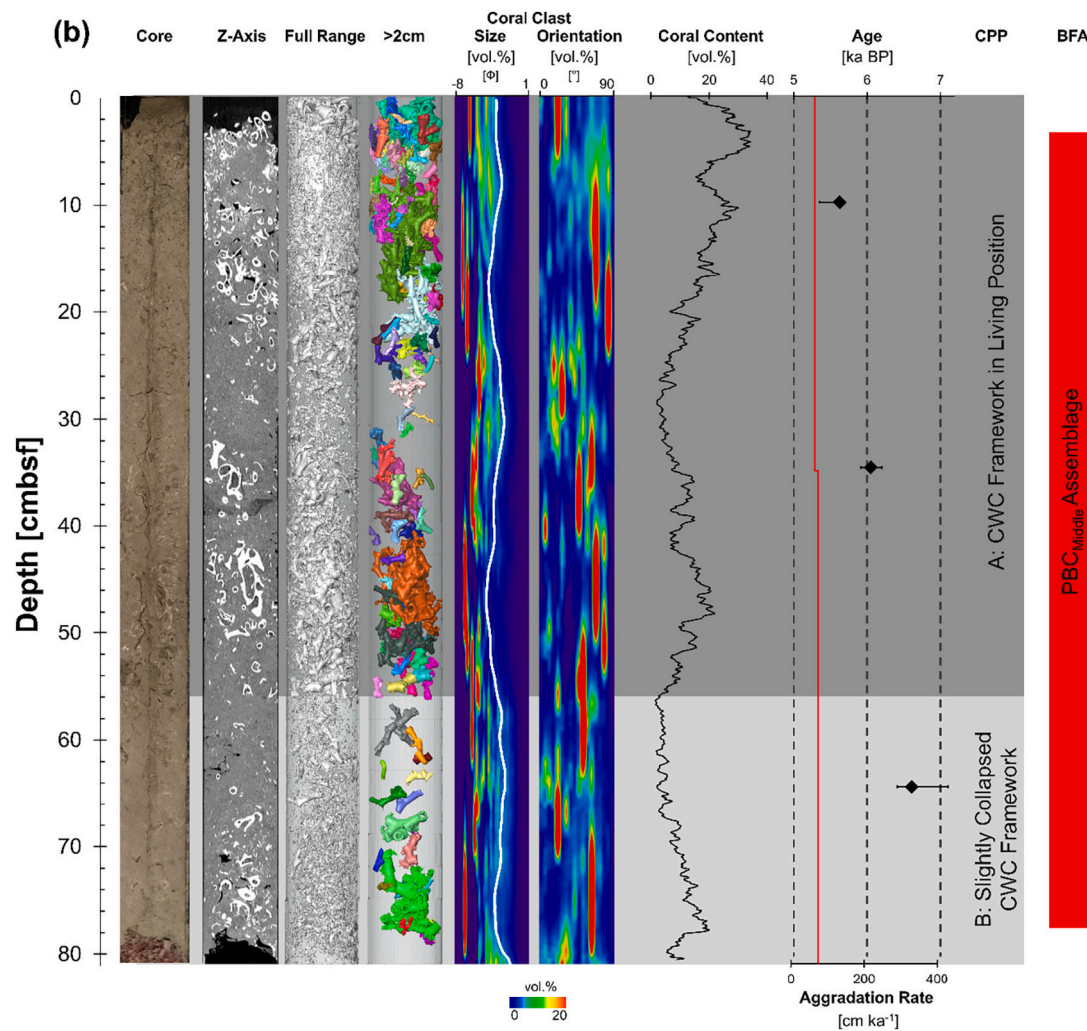 (b)
Coral Clast
Core Z-Axis Full Range >2cm Size Orientation Coral Content Age CPP BFA
[vol.%] [vol.%] [vol.%] [ka BP]
[Φ] [°]
-8 1 0 90 0 20 40 5 6 7
Depth [cmbsf]
0
10
20
30
40
50
60
70
80
A: CWC Framework in Living Position
B: Slightly Collapsed
CWC Framework
PBCMiddle Assemblage
0 200 400
Aggradation Rate
[cm ka-1]
vol.%
0 20